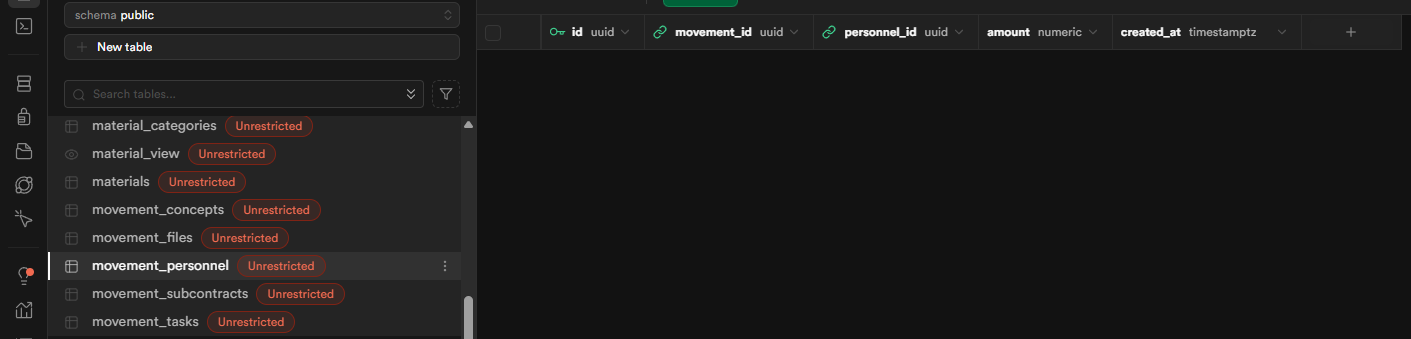 schema public
New table
Search tables...
material_categories Unrestricted
material_view Unrestricted
materials Unrestricted
movement_concepts Unrestricted
movement_files Unrestricted
movement_personnel Unrestricted
movement_subcontracts Unrestricted
movement_tasks Unrestricted
id uuid movement_id uuid personnel_id uuid amount numeric created_at timestamptz